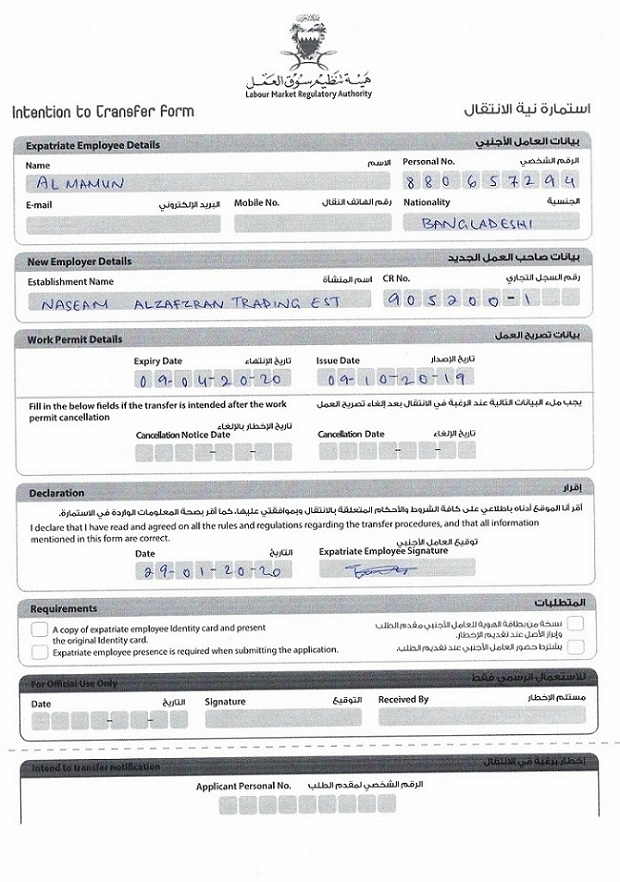 هيئة تنظيم سوق العمل
Labour Market Regulatory Authority
Intention to Transfer Form استمارة نية الانتقال
Expatriate Employee Details بيانات العامل الأجنبي
Name الاسم Personal No. الرقم الشخصي
AL MAMUN 880657294
E-mail البريد الإلكتروني Mobile No. رقم الهاتف النقال Nationality الجنسية
BANGLADESHI
New Employer Details بيانات صاحب العمل الجديد
Establishment Name اسم المنشأة CR No. رقم السجل التجاري
NASEAM ALZAFZRAN TRADING EST 905200-1
Work Permit Details بيانات تصريح العمل
Expiry Date تاريخ الإنتهاء Issue Date تاريخ الإصدار
09-04-20-20 09-10-20-19
Fill in the below fields if the transfer is intended after the work يجب ملء البيانات التالية عند الرغبة في الانتقال بعد إلغاء تصريح العمل
permit cancellation
Cancellation Notice Date تاريخ الإخطار بالإلغاء Cancellation Date تاريخ الإلغاء
Declaration إقرار
أقر أنا الموقع أدناه باطلاعي على كافة الشروط والأحكام المتعلقة بالانتقال وبموافقتي عليها، كما أقر بصحة المعلومات الواردة في الاستمارة.
I declare that I have read and agreed on all the rules and regulations regarding the transfer procedures, and that all information
mentioned in this form are correct.
توقيع العامل الأجنبي
Date التاريخ Expatriate Employee Signature
29-01-20-20
Requirements المتطلبات
A copy of expatriate employee Identity card and present نسخة من بطاقة الهوية للعامل الأجنبي مقدم الطلب
the original Identity card. وإبراز الأصل عند تقديم الإخطار.
Expatriate employee presence is required when submitting the application. يشترط حضور العامل الأجنبي عند تقديم الطلب.
For Official Use Only للاستعمال الرسمي فقط
Date التاريخ Signature التوقيع Received By مستلم الإخطار
Intend to transfer notification إخطار برغبة في الانتقال
Applicant Personal No. الرقم الشخصي لمقدم الطلب